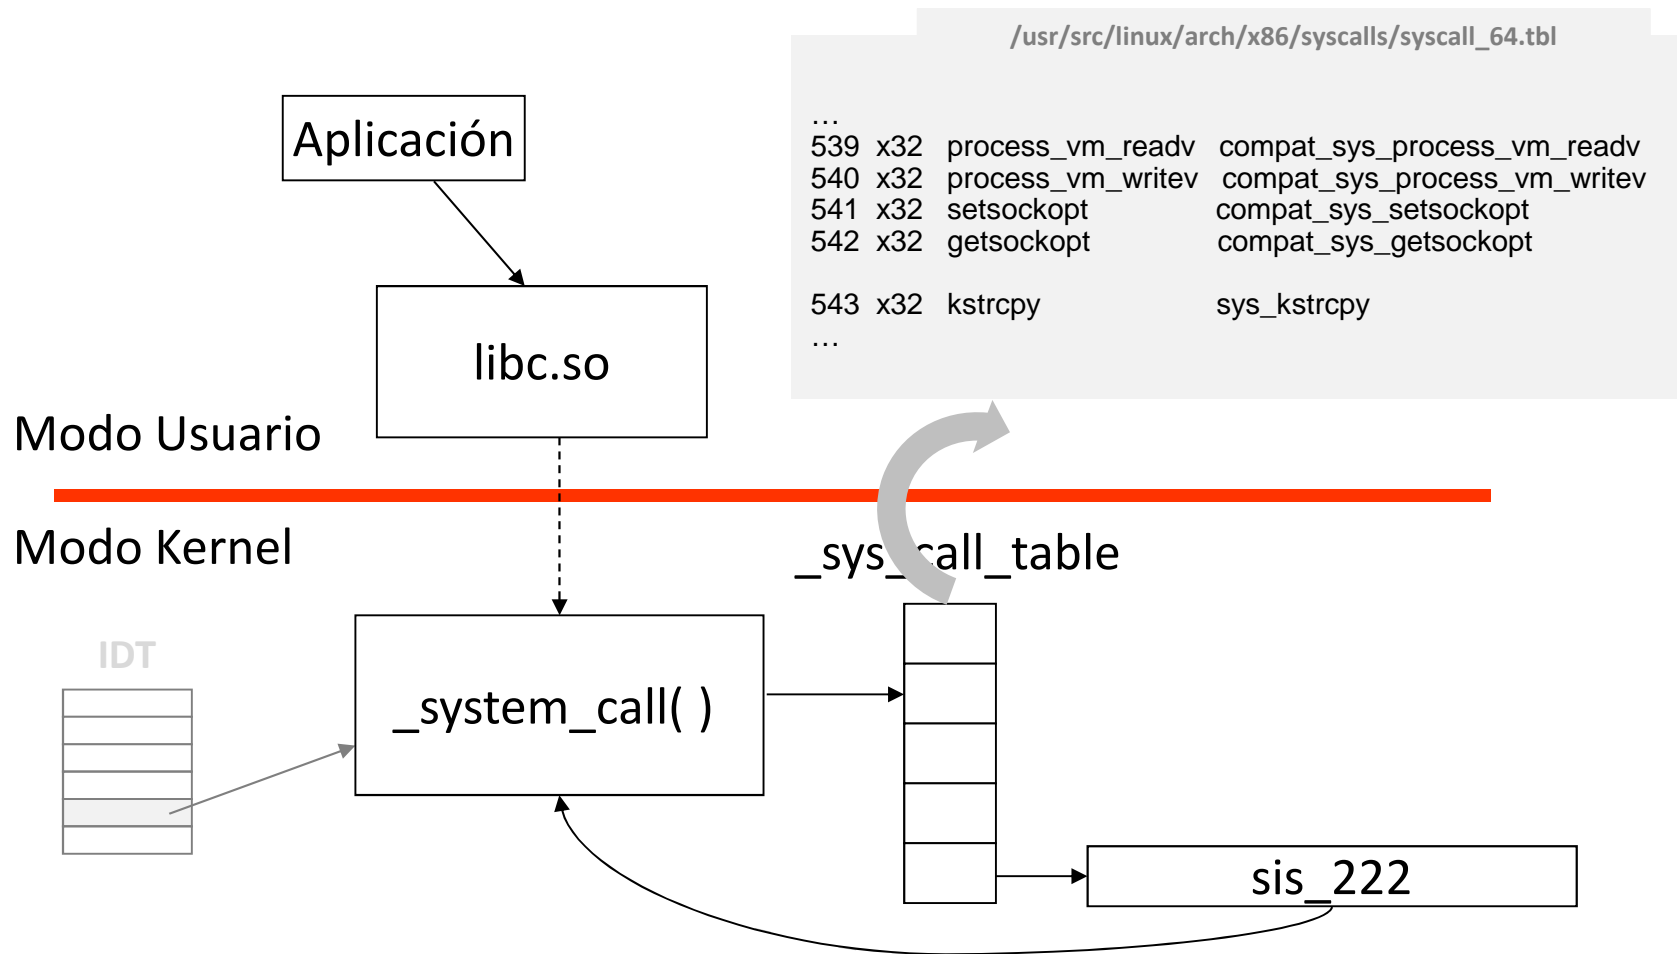 /usr/src/linux/arch/x86/syscalls/syscall_64.tbl
…
539 x32 process_vm_readv compat_sys_process_vm_readv
540 x32 process_vm_writev compat_sys_process_vm_writev
541 x32 setsockopt compat_sys_setsockopt
542 x32 getsockopt compat_sys_getsockopt
543 x32 kstrcpy sys_kstrcpy
…
Aplicación
libc.so
Modo Usuario
Modo Kernel
_sys_call_table
IDT
_system_call( )
sis_222